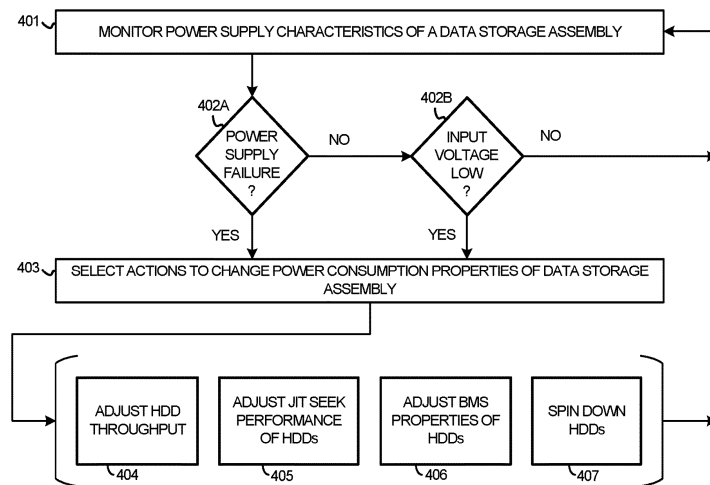 401
MONITOR POWER SUPPLY CHARACTERISTICS OF A DATA STORAGE ASSEMBLY
402A
POWER
SUPPLY
FAILURE
?
NO
402B
INPUT
VOLTAGE
LOW
?
NO
YES
YES
403
SELECT ACTIONS TO CHANGE POWER CONSUMPTION PROPERTIES OF DATA STORAGE
ASSEMBLY
ADJUST HDD
THROUGHPUT
404
ADJUST JIT SEEK
PERFORMANCE
OF HDDs
405
ADJUST BMS
PROPERTIES OF
HDDs
406
SPIN DOWN
HDDs
407